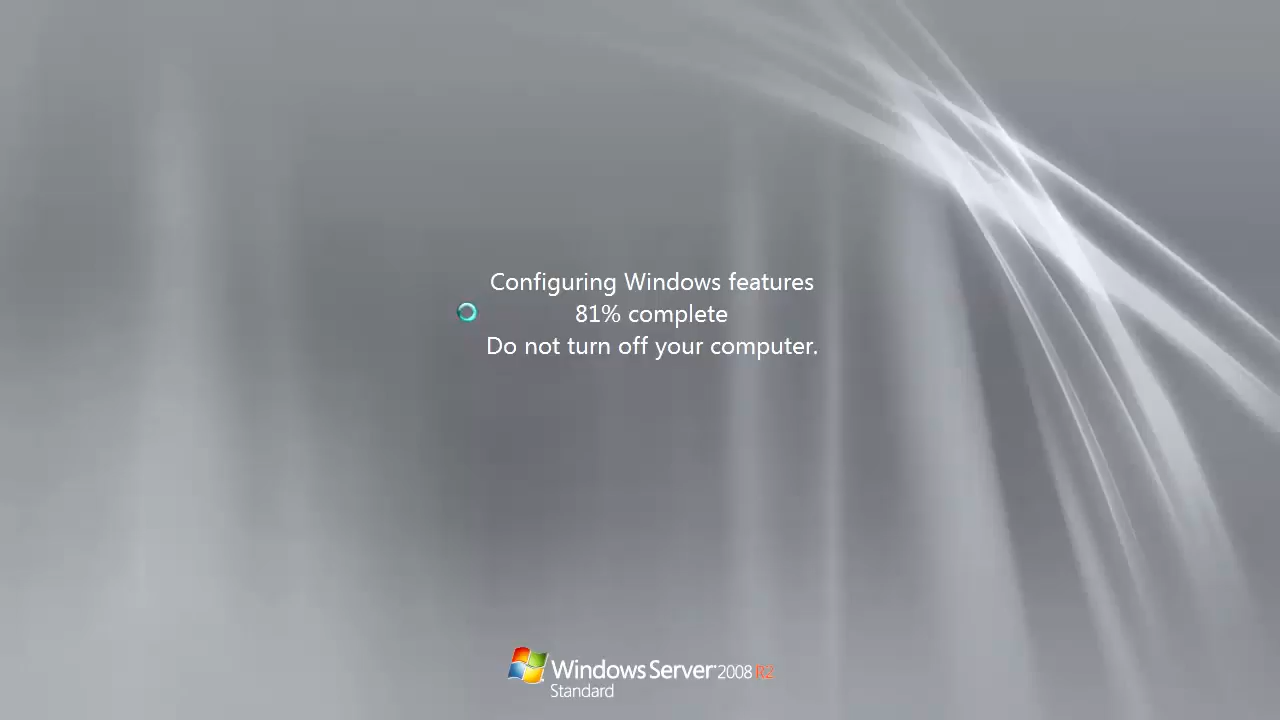 Configuring Windows features
81% complete
Do not turn off your computer.
Windows Server 2008 R2
Standard